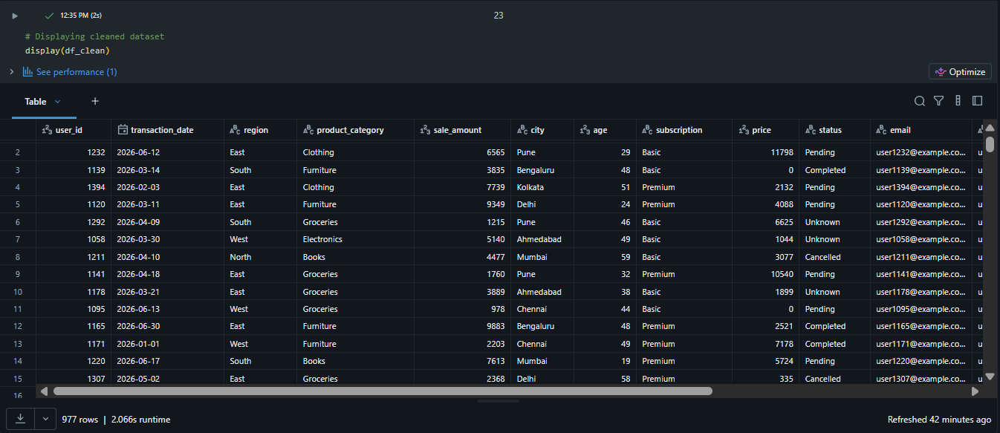 12:35 PM (2s) 23
# Displaying cleaned dataset
display(df_clean)
See performance (1) Optimize
Table +
user_id transaction_date region product_category sale_amount city age subscription price status email
2 1232 2026-06-12 East Clothing 6565 Pune 29 Basic 11798 Pending user1232@example.co... u
3 1139 2026-03-14 South Furniture 3835 Bengaluru 48 Basic 0 Completed user1139@example.co... u
4 1394 2026-02-03 East Clothing 7739 Kolkata 51 Premium 2132 Pending user1394@example.co... u
5 1120 2026-03-11 East Furniture 9349 Delhi 24 Premium 4088 Pending user1120@example.co... u
6 1292 2026-04-09 South Groceries 1215 Pune 46 Basic 6625 Unknown user1292@example.co... u
7 1058 2026-03-30 West Electronics 5140 Ahmedabad 49 Basic 1044 Unknown user1058@example.co... u
8 1211 2026-04-10 North Books 4477 Mumbai 59 Basic 3077 Cancelled user1211@example.co... u
9 1141 2026-04-18 East Groceries 1760 Pune 32 Premium 10540 Pending user1141@example.co... u
10 1178 2026-03-21 East Groceries 3889 Ahmedabad 38 Basic 1899 Unknown user1178@example.co... u
11 1095 2026-06-13 West Groceries 978 Chennai 44 Basic 0 Pending user1095@example.co... u
12 1165 2026-06-30 East Furniture 9883 Bengaluru 48 Premium 2521 Completed user1165@example.co... u
13 1171 2026-01-01 West Furniture 2203 Chennai 49 Premium 7178 Completed user1171@example.co... u
14 1220 2026-06-17 South Books 7613 Mumbai 19 Premium 5724 Pending user1220@example.co... u
15 1307 2026-05-02 East Groceries 2368 Delhi 58 Premium 335 Cancelled user1307@example.co... u
16
977 rows | 2.066s runtime Refreshed 42 minutes ago